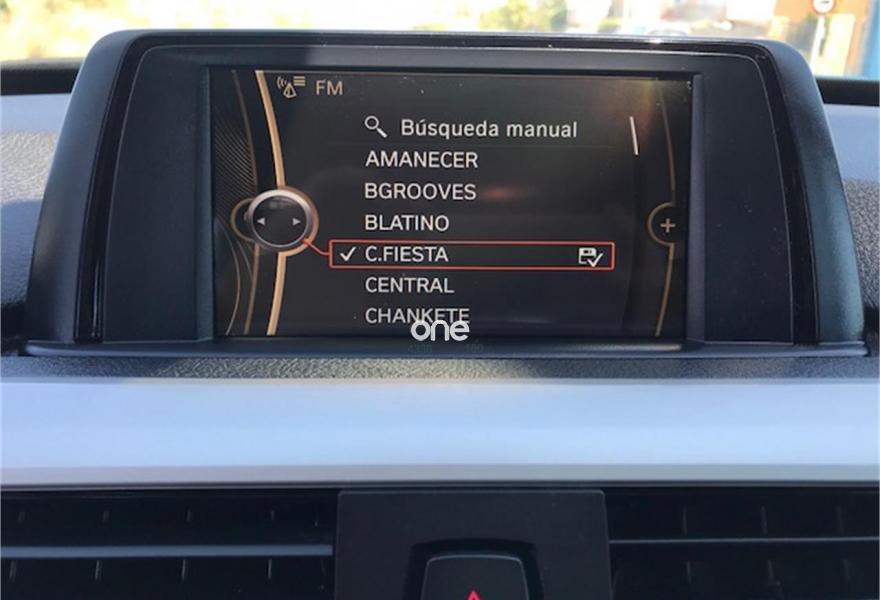 FM
Búsqueda manual
AMANECER
BGROOVES
BLATINO
C.FIESTA
CENTRAL
CHANKETE
one